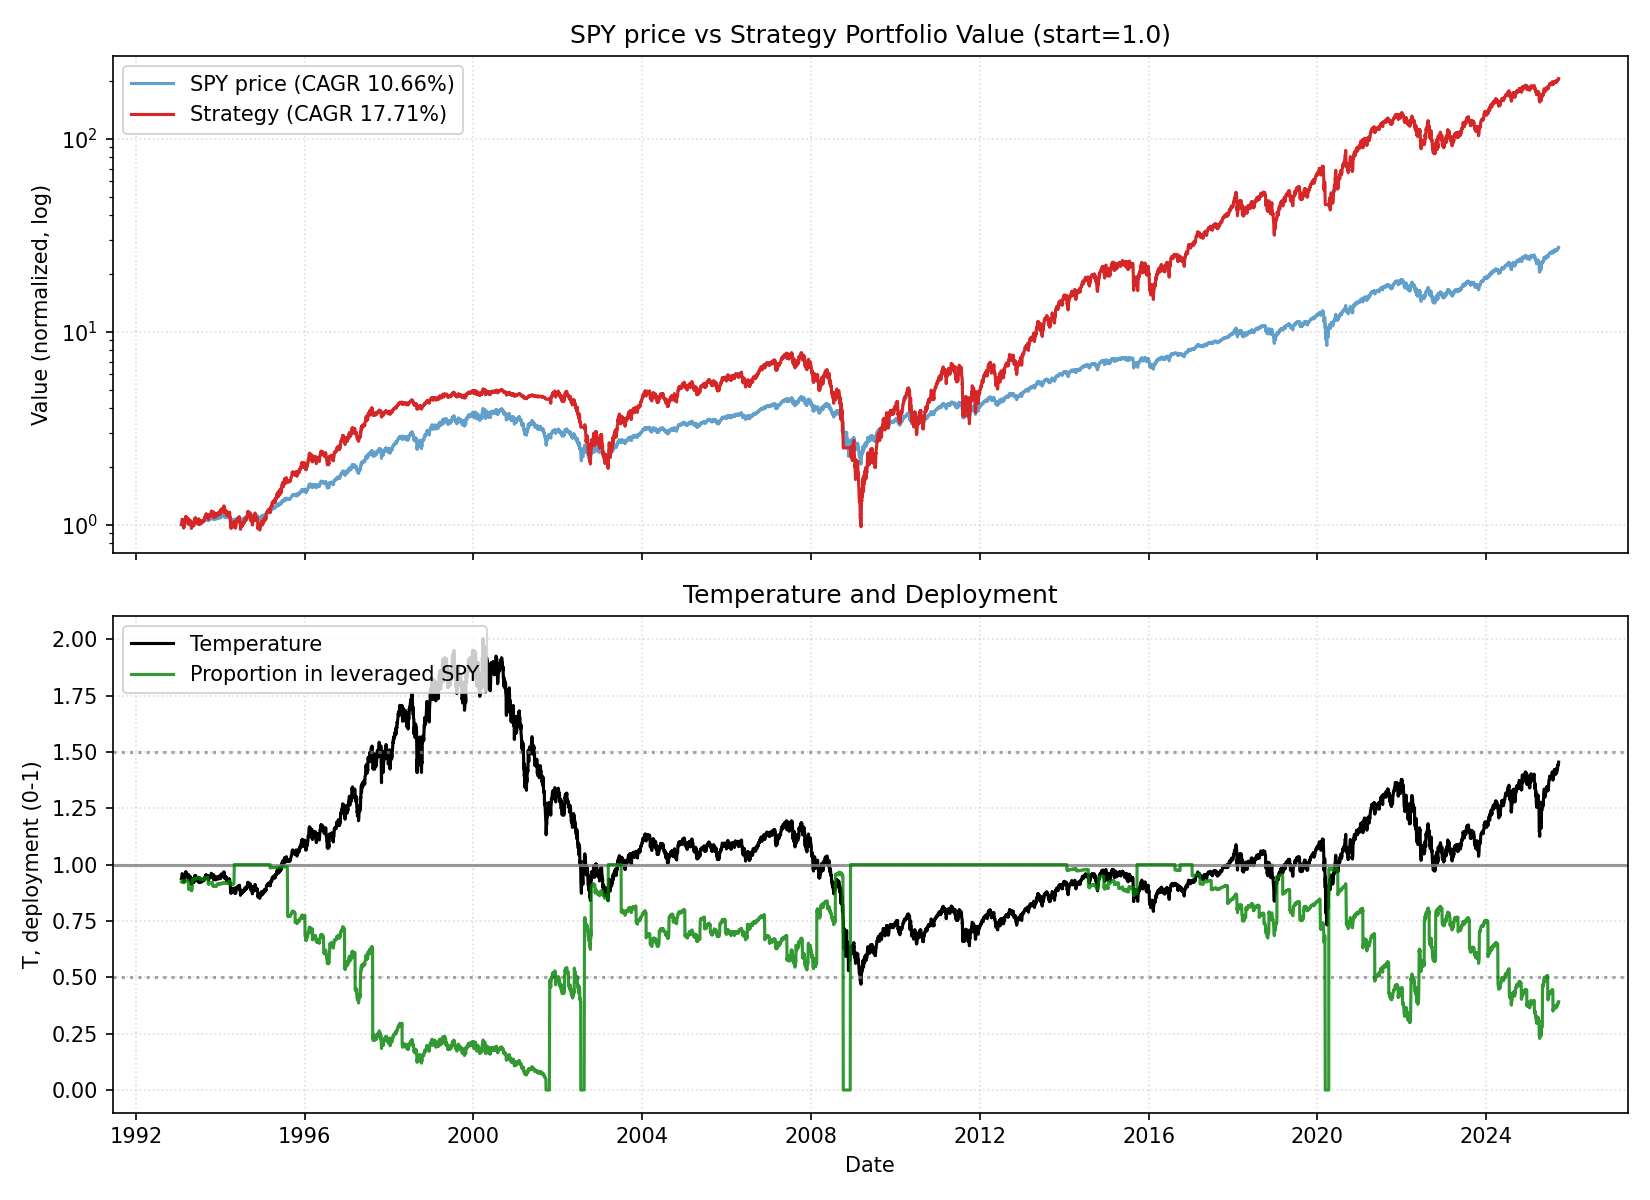 SPY price vs Strategy Portfolio Value (start=1.0)
SPY price (CAGR 10.66%)
Strategy (CAGR 17.71%)
Value (normalized, log)
10²
10¹
10⁰
Temperature and Deployment
Temperature
Proportion in leveraged SPY
T, deployment (0-1)
2.00
1.75
1.50
1.25
1.00
0.75
0.50
0.25
0.00
1992 1996 2000 2004 2008 2012 2016 2020 2024
Date